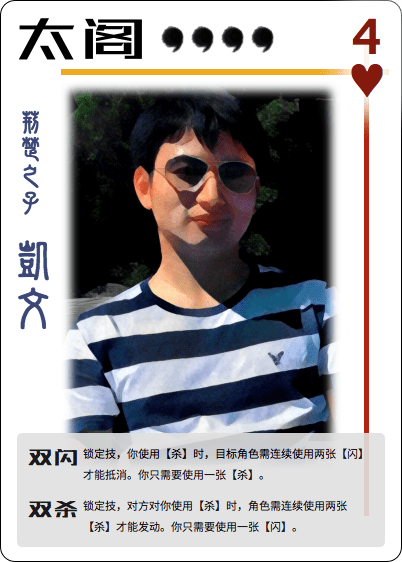 太阁
4
荊楚之子
凱文
双闪 锁定技，你使用【杀】时，目标角色需连续使用两张【闪】
才能抵消。你只需要使用一张【杀】。
双杀 锁定技，对方对你使用【杀】时，角色需连续使用两张
【杀】才能发动。你只需要使用一张【闪】。